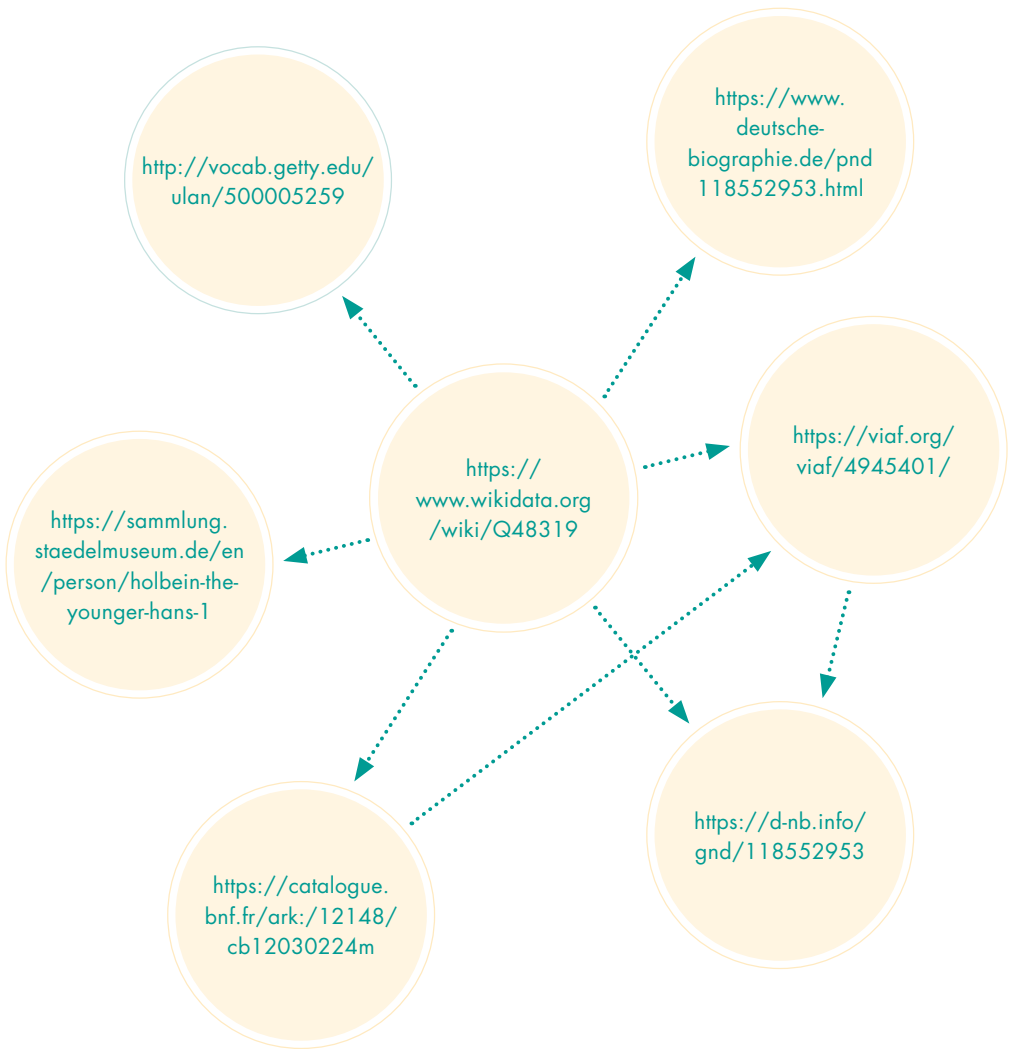 http://vocab.getty.edu/
ulan/500005259
https://www.
deutsche-
biographie.de/pnd
118552953.html
https://
www.wikidata.org
/wiki/Q48319
https://viaf.org/
viaf/4945401/
https://sammlung.
staedelmuseum.de/en
/person/holbein-the-
younger-hans-1
https://catalogue.
bnf.fr/ark:/12148/
cb12030224m
https://d-nb.info/
gnd/118552953